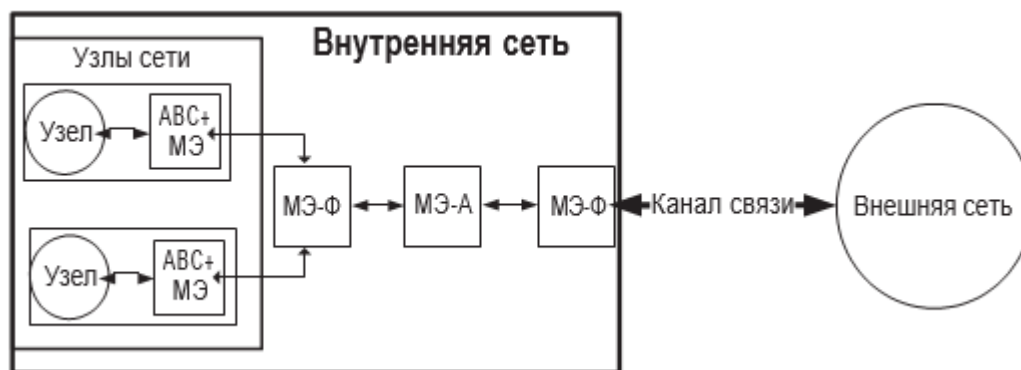 Внутренняя сеть
Узлы сети
Узел
АВС+
МЭ
МЭ-Ф
МЭ-А
МЭ-Ф
Канал связи
Внешняя сеть
Узел
АВС+
МЭ